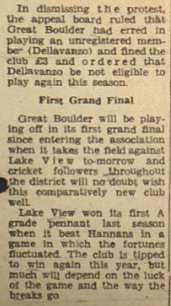 In dismissing the protest,
the appeal board ruled that
Great Boulder had erred in
playing an unregistered mem-
ber (Dellavanzo) and fined the
club £3 and ordered that
Dellavanzo be not eligible to
play again this season.
First Grand Final
Great Boulder will be play-
ing off in its first grand final
since entering the association
when it takes the field against
Lake View to-morrow and
cricket followers throughout
the district will no doubt wish
this comparatively new club
well.
Lake View won its first A
grade pennant last season
when it beat Hannans in a
game in which the fortunes
fluctuated. The club is tipped
to win again this year, but
much will depend on the luck
of the game and the way the
breaks go